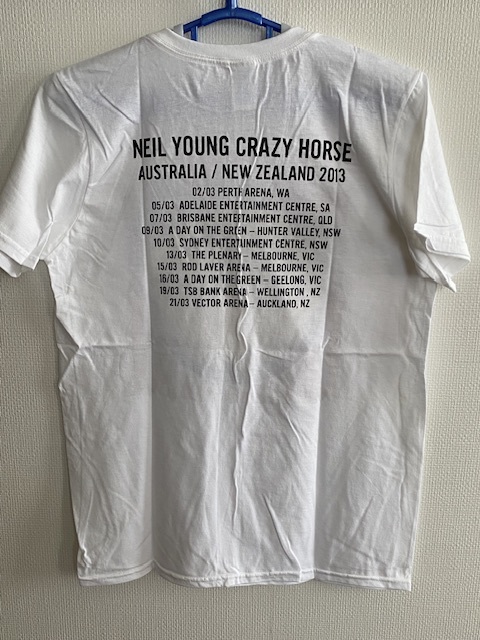 NEIL YOUNG CRAZY HORSE
AUSTRALIA / NEW ZEALAND 2013
02/03 PERTH ARENA, WA
05/03 ADELAIDE ENTERTAINMENT CENTRE, SA
07/03 BRISBANE ENTERTAINMENT CENTRE, QLD
09/03 A DAY ON THE GREEN – HUNTER VALLEY, NSW
10/03 SYDNEY ENTERTAINMENT CENTRE, NSW
13/03 THE PLENARY – MELBOURNE, VIC
15/03 ROD LAVER ARENA – MELBOURNE, VIC
16/03 A DAY ON THE GREEN – GEELONG, VIC
19/03 TSB BANK ARENA – WELLINGTON, NZ
21/03 VECTOR ARENA – AUCKLAND, NZ